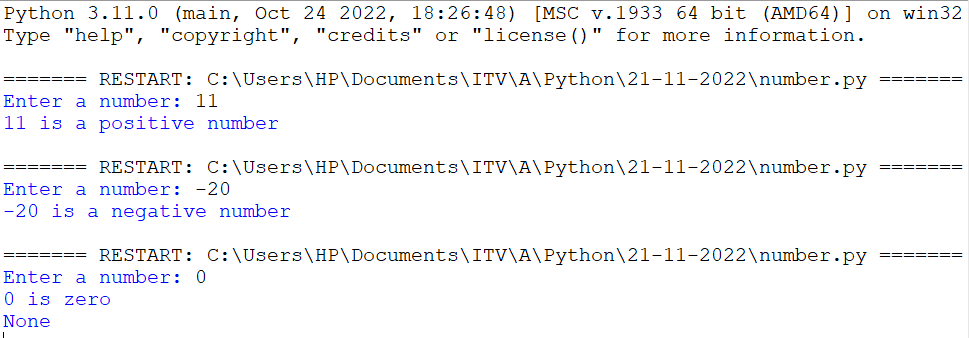 Python 3.11.0 (main, Oct 24 2022, 18:26:48) [MSC v.1933 64 bit (AMD64)] on win32
Type "help", "copyright", "credits" or "license()" for more information.
======= RESTART: C:\Users\HP\Documents\ITV\A\Python\21-11-2022\number.py =======
Enter a number: 11
11 is a positive number
======= RESTART: C:\Users\HP\Documents\ITV\A\Python\21-11-2022\number.py =======
Enter a number: -20
-20 is a negative number
======= RESTART: C:\Users\HP\Documents\ITV\A\Python\21-11-2022\number.py =======
Enter a number: 0
0 is zero
None